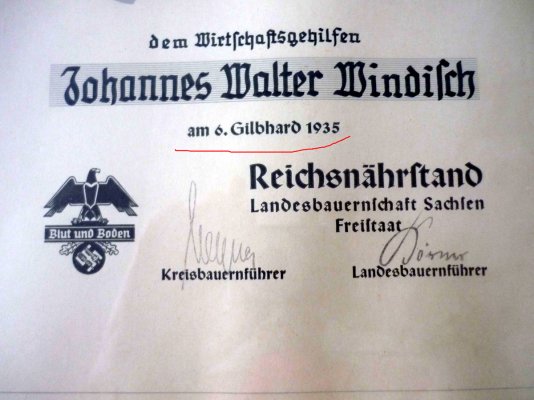 dem Wirtschaftsgehilfen
Johannes Walter Windisch
am 6. Gilbhard 1935
Reichsnährstand
Landesbauernschaft Sachsen
Freistaat
Blut und Boden
Kreisbauernführer
Landesbauernführer